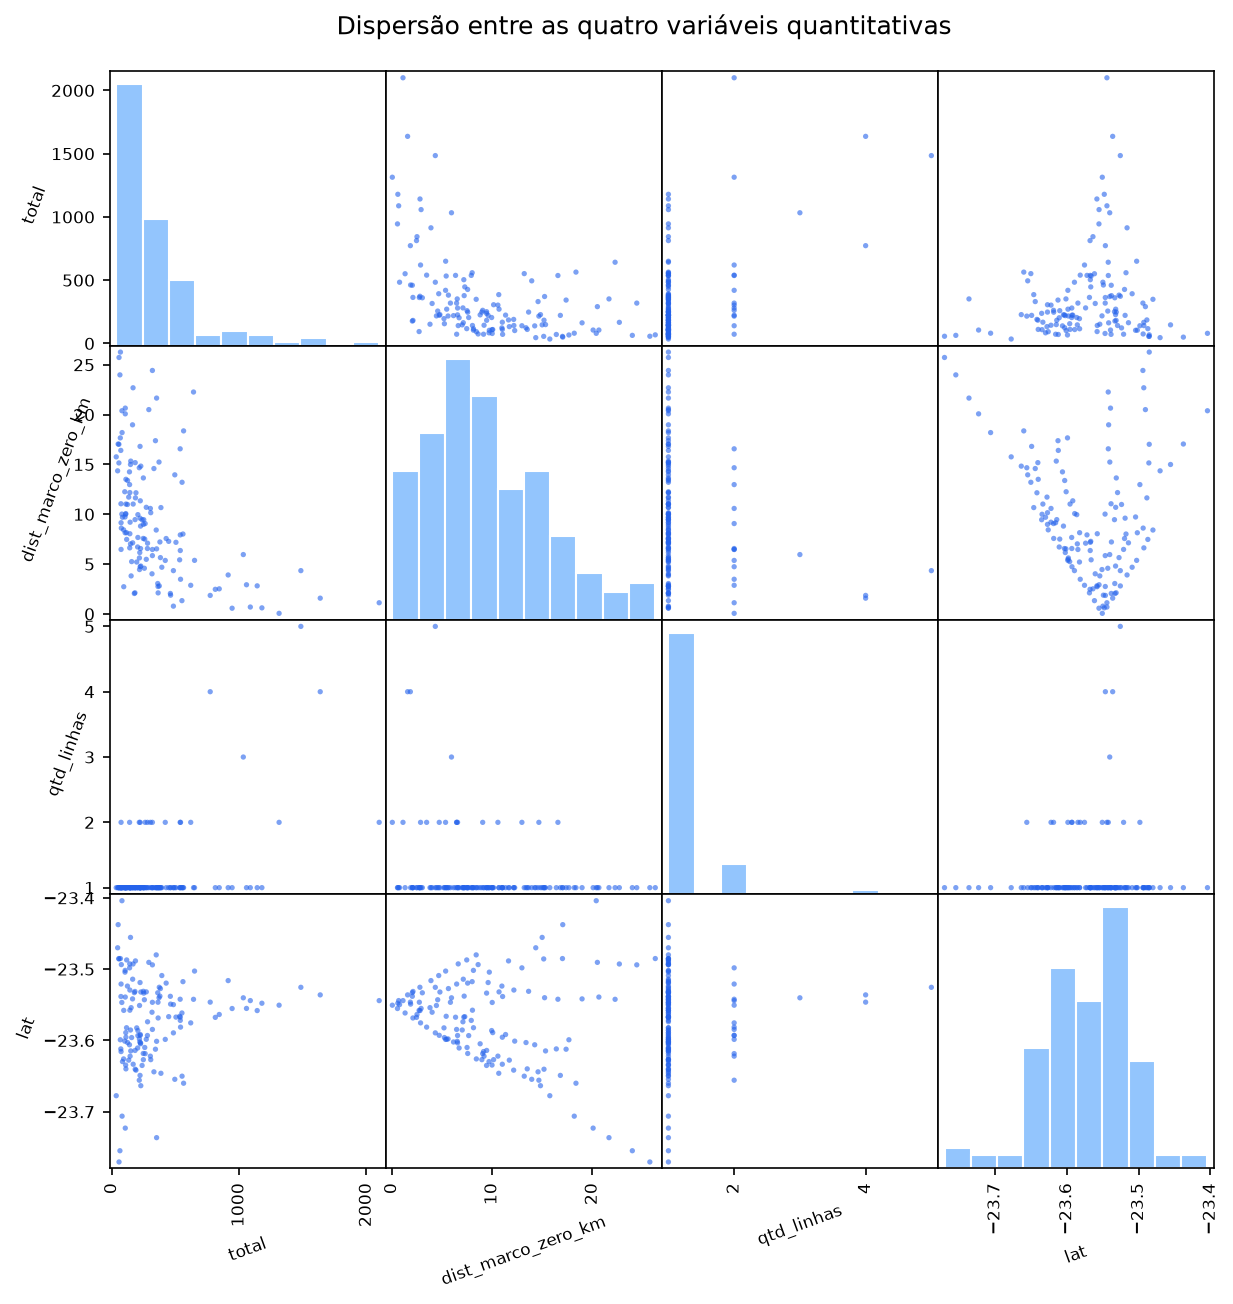 Dispersão entre as quatro variáveis quantitativas
2000
1500
1000
500
0
total
25
20
15
10
5
0
dist_marco_zero_km
5
4
3
2
1
qtd_linhas
−23.4
−23.5
−23.6
−23.7
lat
0 1000 2000
total
0 10 20
dist_marco_zero_km
2 4
qtd_linhas
−23.7 −23.6 −23.5 −23.4
lat